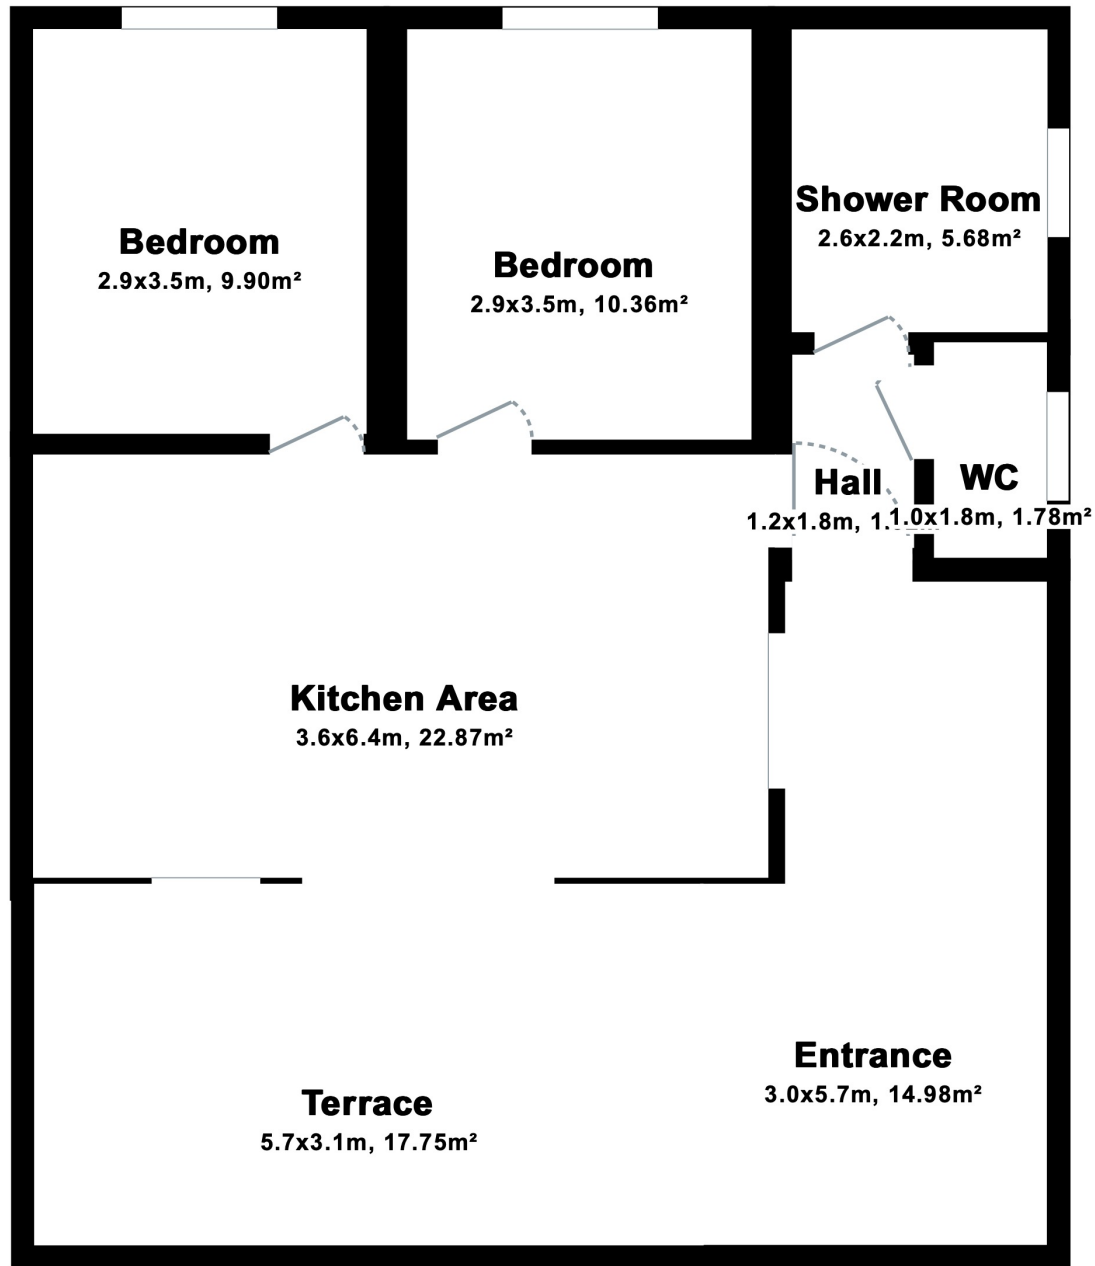 Bedroom
2.9x3.5m, 9.90m²
Bedroom
2.9x3.5m, 10.36m²
Shower Room
2.6x2.2m, 5.68m²
Hall
1.2x1.8m,
WC
1.0x1.8m, 1.78m²
Kitchen Area
3.6x6.4m, 22.87m²
Entrance
3.0x5.7m, 14.98m²
Terrace
5.7x3.1m, 17.75m²